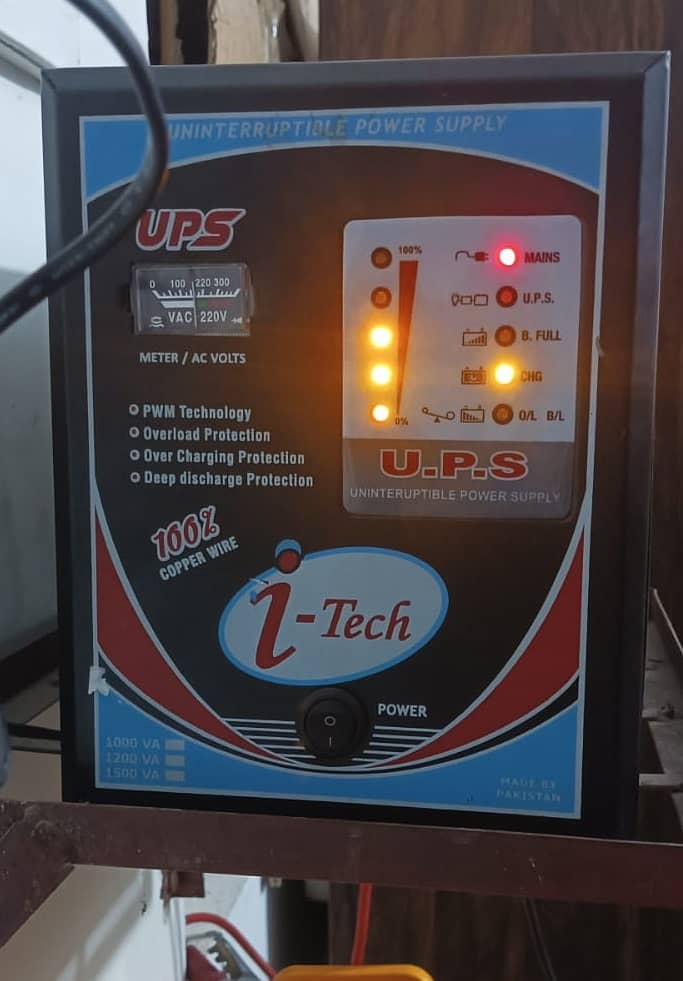 UNINTERRUPTIBLE POWER SUPPLY
UPS
0 100 220 300
VAC 220V
METER / AC VOLTS
PWM Technology
Overload Protection
Over Charging Protection
Deep discharge Protection
100%
COPPER WIRE
100%
0%
MAINS
U.P.S.
B. FULL
CHG
O/L B/L
U.P.S
UNINTERUPTIBLE POWER SUPPLY
i-Tech
POWER
O
I
1000 VA
1200 VA
1500 VA
MADE BY
PAKISTAN